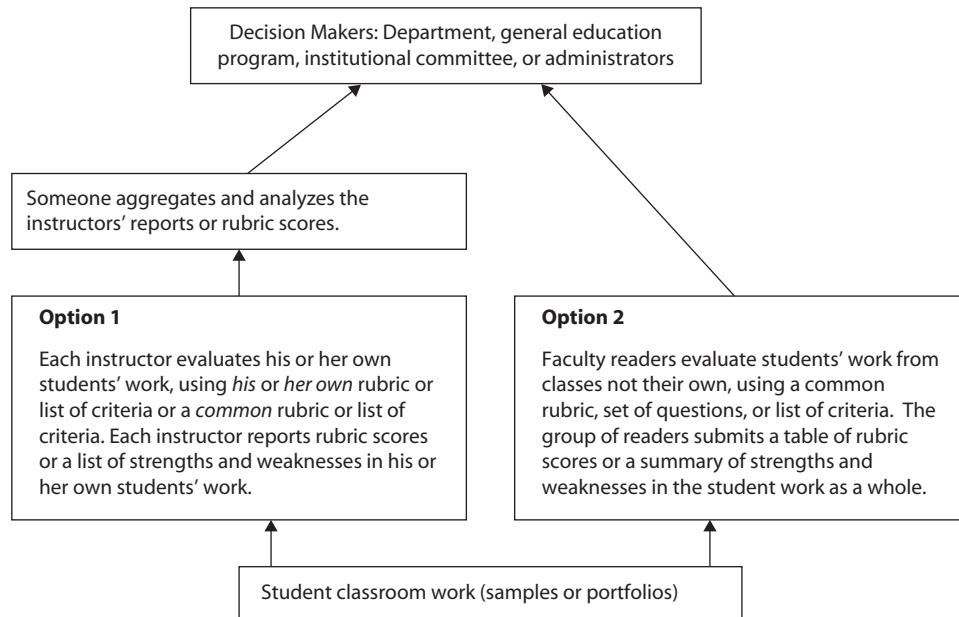 Decision Makers: Department, general education
program, institutional committee, or administrators
Someone aggregates and analyzes the
instructors’ reports or rubric scores.
Option 1
Each instructor evaluates his or her own
students’ work, using his or her own rubric or
list of criteria or a common rubric or list of
criteria. Each instructor reports rubric scores
or a list of strengths and weaknesses in his or
her own students’ work.
Option 2
Faculty readers evaluate students’ work from
classes not their own, using a common
rubric, set of questions, or list of criteria.  The
group of readers submits a table of rubric
scores or a summary of strengths and
weaknesses in the student work as a whole.
Student classroom work (samples or portfolios)